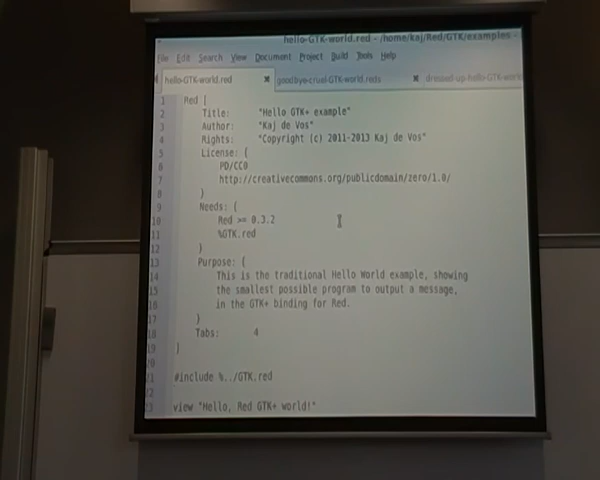 hello-GTK-world.red - /home/kaj/Red/GTK/examples -
File Edit Search View Document Project Build Tools Help
hello-GTK-world.red goodbye-cruel-GTK-world.reds dressed-up-hello-GTK-world
1 Red [
2 Title: "Hello GTK+ example"
3 Author: "Kaj de Vos"
4 Rights: "Copyright (c) 2011-2013 Kaj de Vos"
5 License: {
6 PD/CC0
7 http://creativecommons.org/publicdomain/zero/1.0/
8 }
9 Needs: {
10 Red >= 0.3.2
11 %GTK.red
12 }
13 Purpose: {
14 This is the traditional Hello World example, showing
15 the smallest possible program to output a message,
16 in the GTK+ binding for Red.
17 }
18 Tabs: 4
19 ]
20
21 #include %../GTK.red
22
23 view "Hello, Red GTK+ world!"